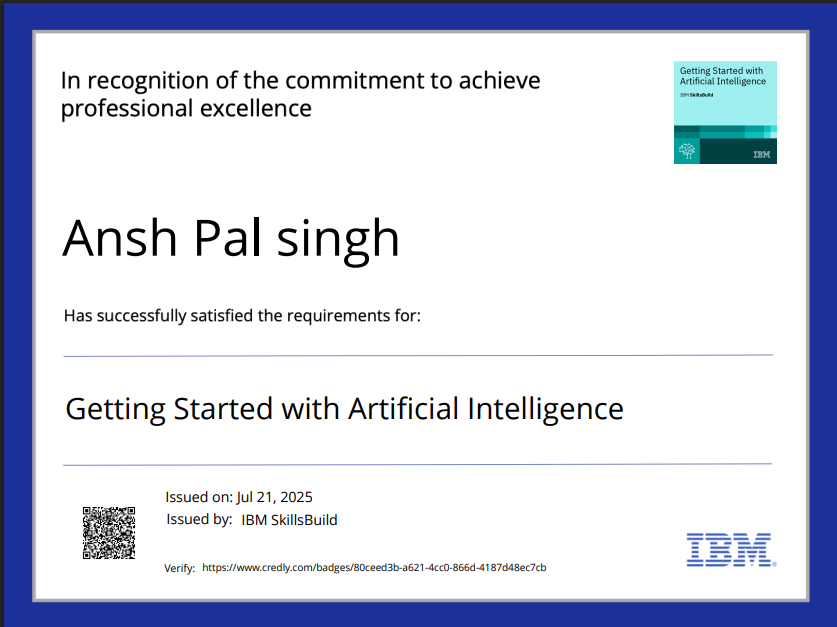 In recognition of the commitment to achieve
professional excellence
Getting Started with
Artificial Intelligence
IBM SkillsBuild
IBM
Ansh Pal singh
Has successfully satisfied the requirements for:
Getting Started with Artificial Intelligence
Issued on: Jul 21, 2025
Issued by: IBM SkillsBuild
IBM®
Verify: https://www.credly.com/badges/80ceed3b-a621-4cc0-866d-4187d48ec7cb